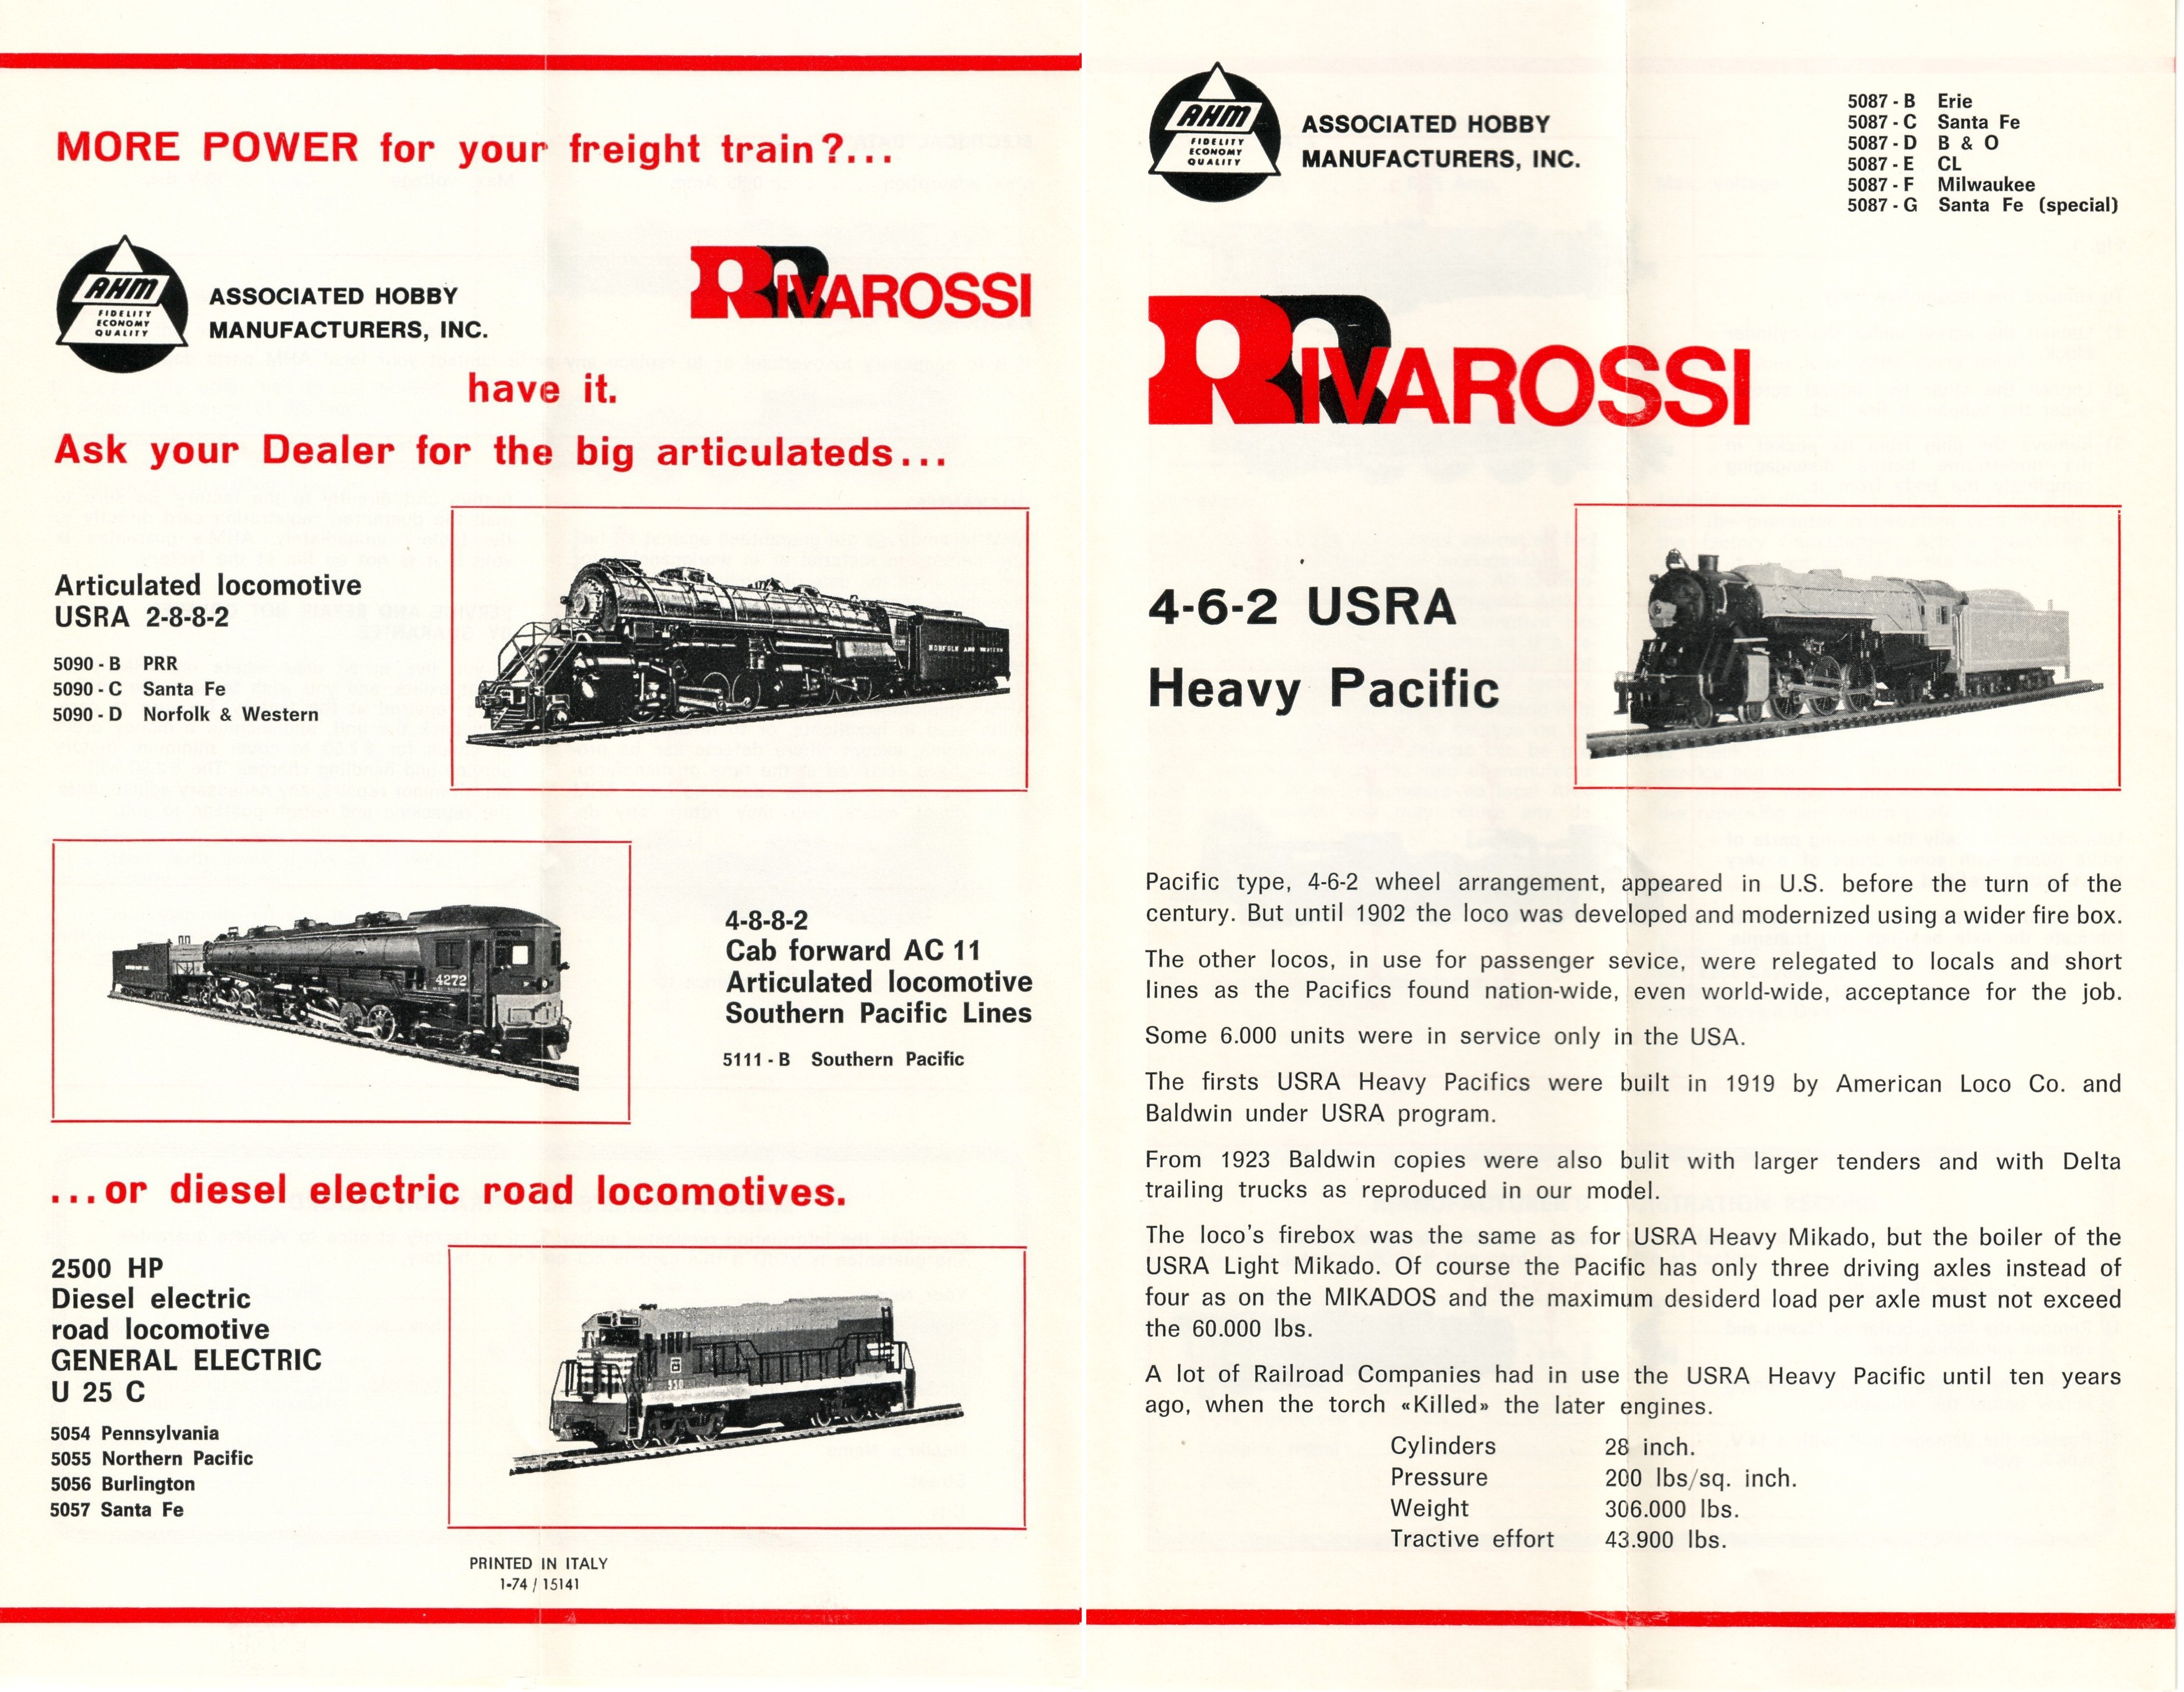 MORE POWER for your freight train?...
AHM
FIDELITY
ECONOMY
QUALITY
ASSOCIATED HOBBY
MANUFACTURERS, INC.
RIVAROSSI
have it.
Ask your Dealer for the big articulateds...
Articulated locomotive
USRA 2-8-8-2
5090 - B PRR
5090 - C Santa Fe
5090 - D Norfolk & Western
NORFOLK AND WESTERN
4272
4-8-8-2
Cab forward AC 11
Articulated locomotive
Southern Pacific Lines
5111 - B Southern Pacific
...or diesel electric road locomotives.
2500 HP
Diesel electric
road locomotive
GENERAL ELECTRIC
U 25 C
5054 Pennsylvania
5055 Northern Pacific
5056 Burlington
5057 Santa Fe
550
PRINTED IN ITALY
1-74 / 15141
AHM
FIDELITY
ECONOMY
QUALITY
ASSOCIATED HOBBY
MANUFACTURERS, INC.
5087 - B Erie
5087 - C Santa Fe
5087 - D B & O
5087 - E CL
5087 - F Milwaukee
5087 - G Santa Fe (special)
RIVAROSSI
4-6-2 USRA
Heavy Pacific
Pacific type, 4-6-2 wheel arrangement, appeared in U.S. before the turn of the
century. But until 1902 the loco was developed and modernized using a wider fire box.
The other locos, in use for passenger sevice, were relegated to locals and short
lines as the Pacifics found nation-wide, even world-wide, acceptance for the job.
Some 6.000 units were in service only in the USA.
The firsts USRA Heavy Pacifics were built in 1919 by American Loco Co. and
Baldwin under USRA program.
From 1923 Baldwin copies were also bulit with larger tenders and with Delta
trailing trucks as reproduced in our model.
The loco's firebox was the same as for USRA Heavy Mikado, but the boiler of the
USRA Light Mikado. Of course the Pacific has only three driving axles instead of
four as on the MIKADOS and the maximum desiderd load per axle must not exceed
the 60.000 lbs.
A lot of Railroad Companies had in use the USRA Heavy Pacific until ten years
ago, when the torch «Killed» the later engines.
Cylinders 28 inch.
Pressure 200 lbs/sq. inch.
Weight 306.000 lbs.
Tractive effort 43.900 lbs.